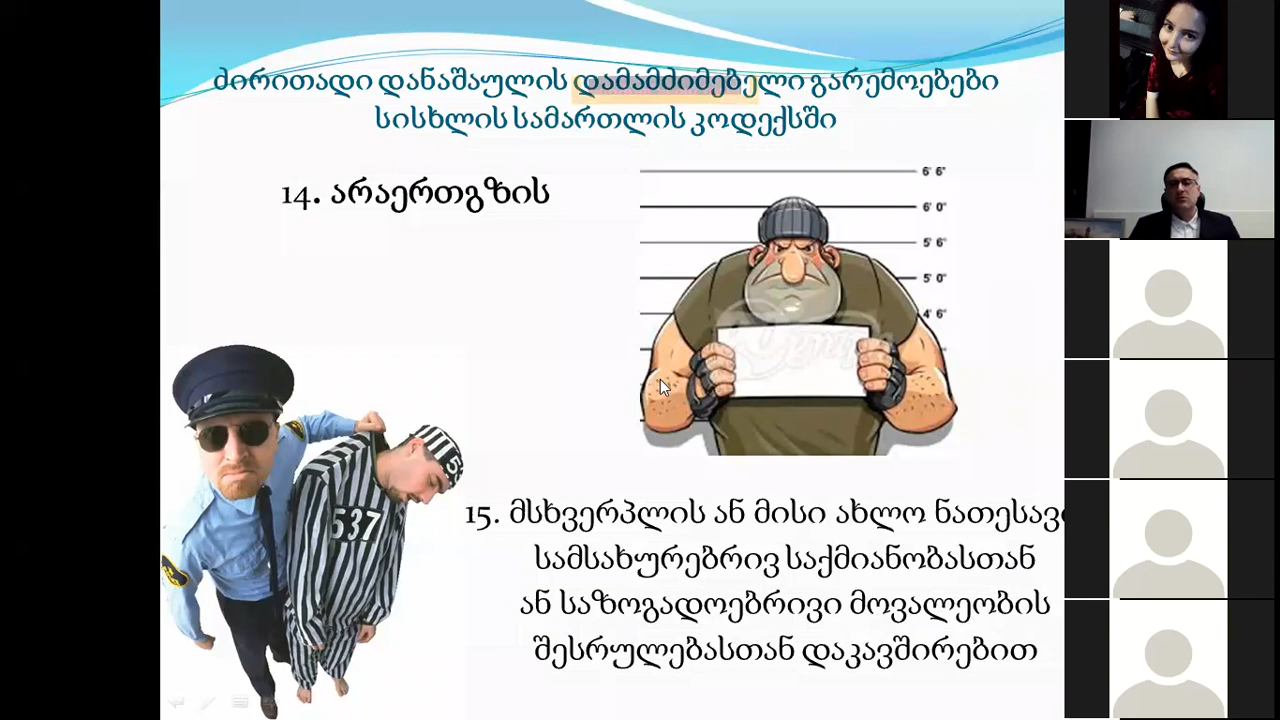 ძირითადი დანაშაულის დამამძიმებელი გარემოებები
სისხლის სამართლის კოდექსში
14. არაერთგზის
6' 6"
6' 0"
5' 6"
5' 0"
4' 6"
537
15. მსხვერპლის ან მისი ახლო ნათესავი
სამსახურებრივ საქმიანობასთან
ან საზოგადოებრივი მოვალეობის
შესრულებასთან დაკავშირებით